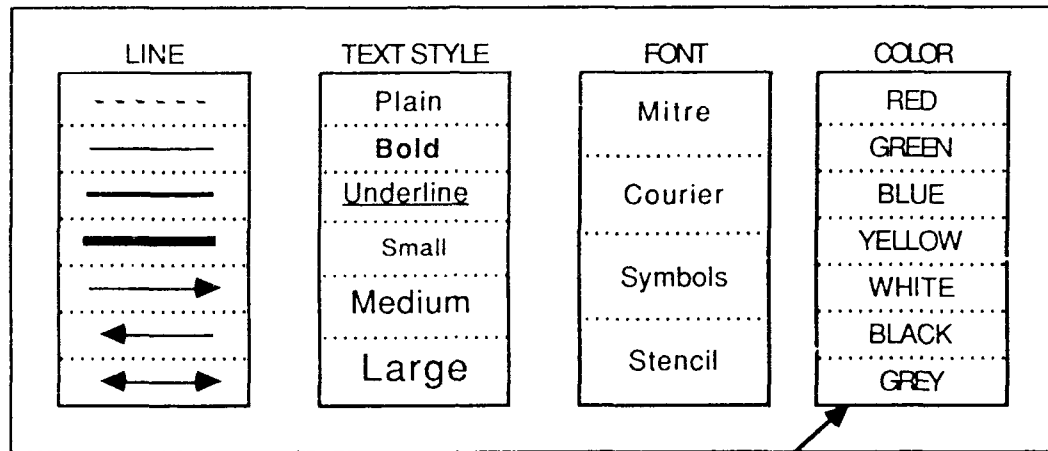 LINE
TEXT STYLE
FONT
COLOR
Plain
Bold
Underline
Small
Medium
Large
Mitre
Courier
Symbols
Stencil
RED
GREEN
BLUE
YELLOW
WHITE
BLACK
GREY